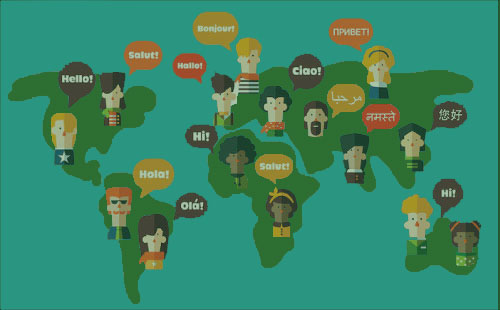 Bonjour!
ПРИВЕТ!
Salut!
Hallo!
Ciao!
Hello!
مرحبا
नमस्ते
您好
Hi!
Salut!
Hola!
Olá!
Hi!